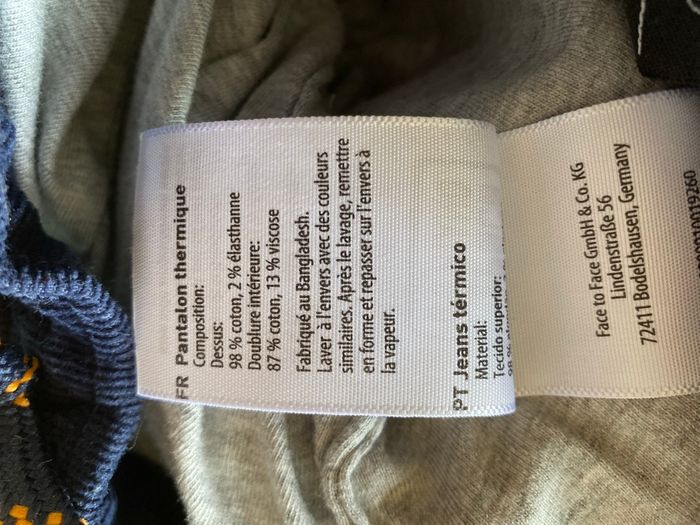 FR Pantalon thermique
Composition:
Dessus:
98 % coton, 2 % élasthanne
Doublure intérieure:
87 % coton, 13 % viscose
Fabriqué au Bangladesh.
Laver à l'envers avec des couleurs
similaires. Après le lavage, remettre
en forme et repasser sur l'envers à
la vapeur.
PT Jeans térmico
Material:
Tecido superior:
Face to Face GmbH & Co. KG
Lindenstraße 56
72411 Bodelshausen, Germany